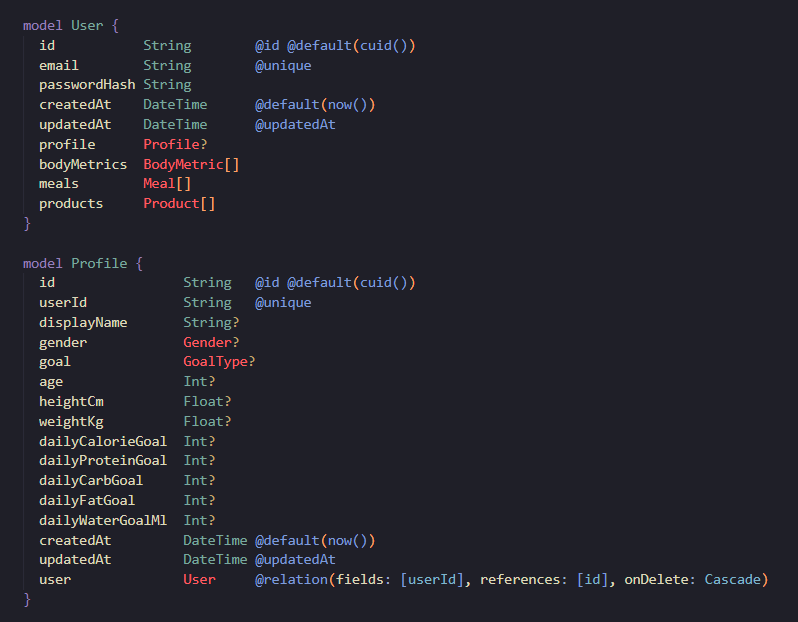 model User {
  id           String        @id @default(cuid())
  email        String        @unique
  passwordHash String
  createdAt    DateTime      @default(now())
  updatedAt    DateTime      @updatedAt
  profile      Profile?
  bodyMetrics  BodyMetric[]
  meals        Meal[]
  products     Product[]
}

model Profile {
  id                String   @id @default(cuid())
  userId            String   @unique
  displayName       String?
  gender            Gender?
  goal              GoalType?
  age               Int?
  heightCm          Float?
  weightKg          Float?
  dailyCalorieGoal  Int?
  dailyProteinGoal  Int?
  dailyCarbGoal     Int?
  dailyFatGoal      Int?
  dailyWaterGoalMl  Int?
  createdAt         DateTime @default(now())
  updatedAt         DateTime @updatedAt
  user              User     @relation(fields: [userId], references: [id], onDelete: Cascade)
}